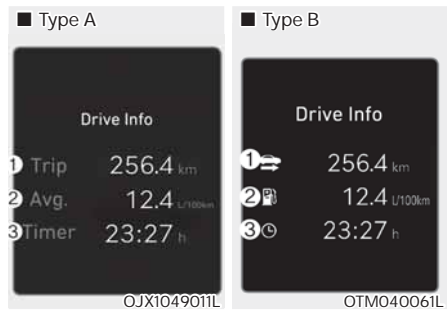 ■ Type A
Drive Info
1 Trip 256.4 km
2 Avg. 12.4 L/100km
3 Timer 23:27 h
OJX1049011L
■ Type B
Drive Info
1 256.4 km
2 12.4 L/100km
3 23:27 h
OTM040061L